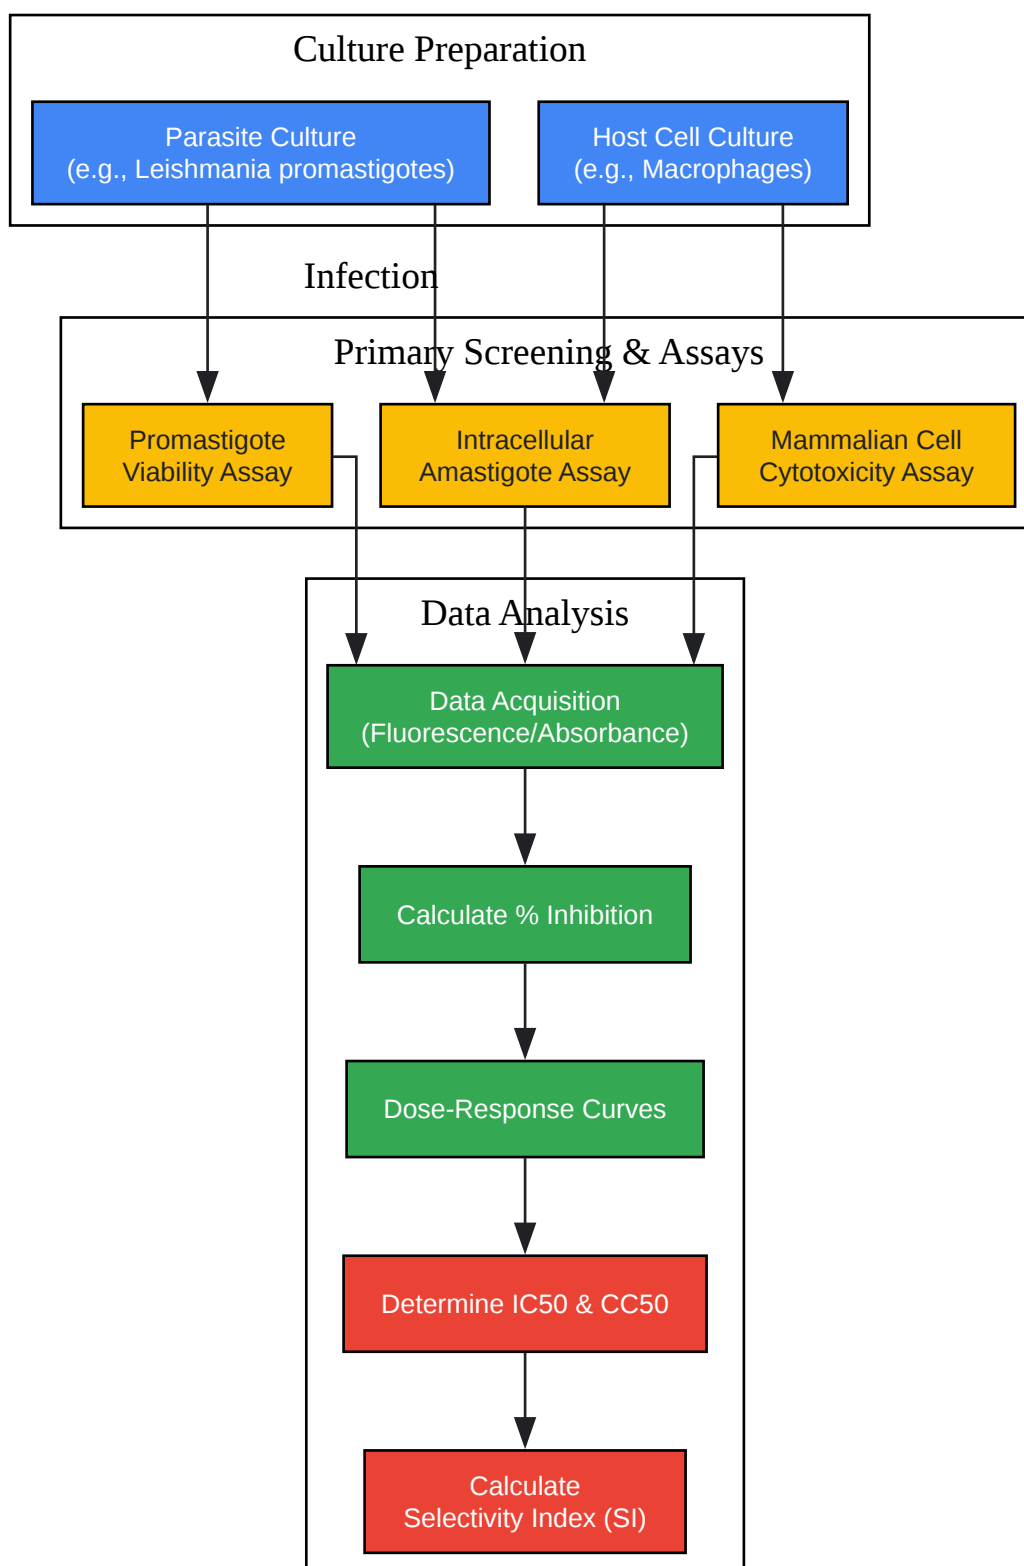 Culture Preparation
Parasite Culture
(e.g., Leishmania promastigotes)
Host Cell Culture
(e.g., Macrophages)
Infection
Primary Screening & Assays
Promastigote
Viability Assay
Intracellular
Amastigote Assay
Mammalian Cell
Cytotoxicity Assay
Data Analysis
Data Acquisition
(Fluorescence/Absorbance)
Calculate % Inhibition
Dose-Response Curves
Determine IC50 & CC50
Calculate
Selectivity Index (SI)